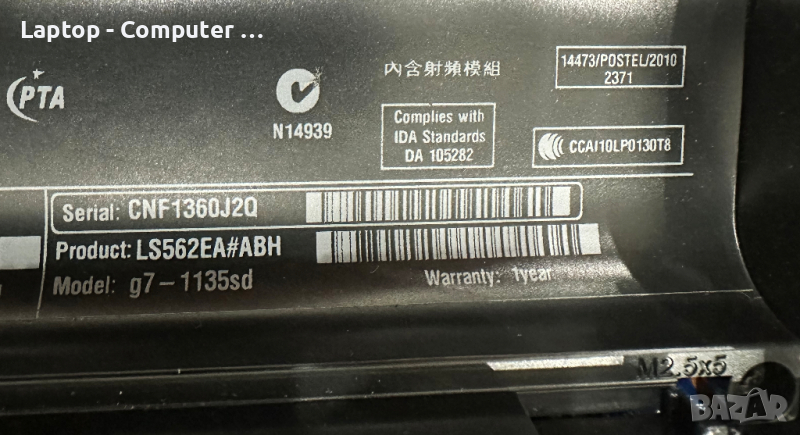 Laptop - Computer ...
PTA
N14939
內含射頻模組
Complies with
IDA Standards
DA 105282
14473/POSTEL/2010
2371
CCAI10LP0130T8
Serial: CNF1360J2Q
Product: LS562EA#ABH
Model: g7-1135sd
Warranty: 1year
M2.5x5
BAZAR